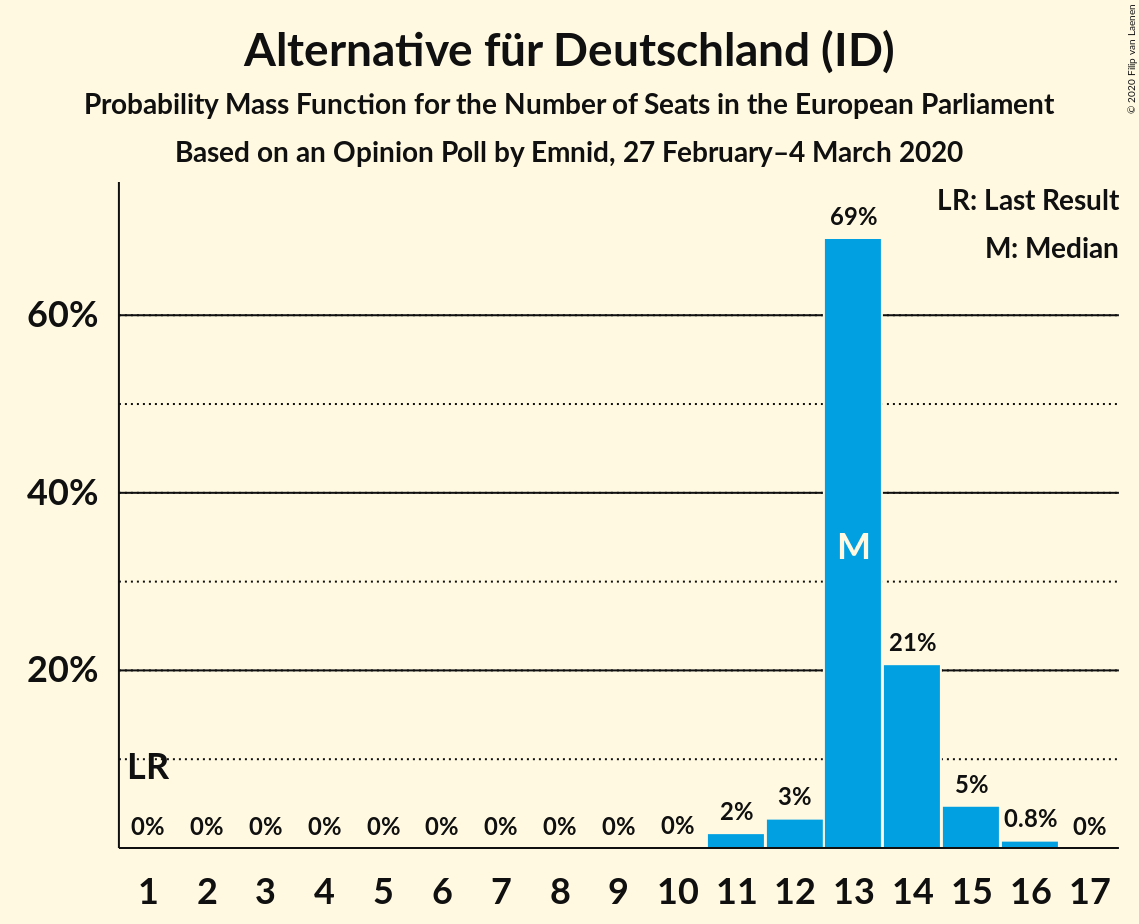 Alternative für Deutschland (ID)
Probability Mass Function for the Number of Seats in the European Parliament
Based on an Opinion Poll by Emnid, 27 February–4 March 2020
© 2020 Filip van Laenen
LR: Last Result
M: Median
60%
40%
20%
LR
M
0% 0% 0% 0% 0% 0% 0% 0% 0% 0% 2% 3% 69% 21% 5% 0.8% 0%
1 2 3 4 5 6 7 8 9 10 11 12 13 14 15 16 17